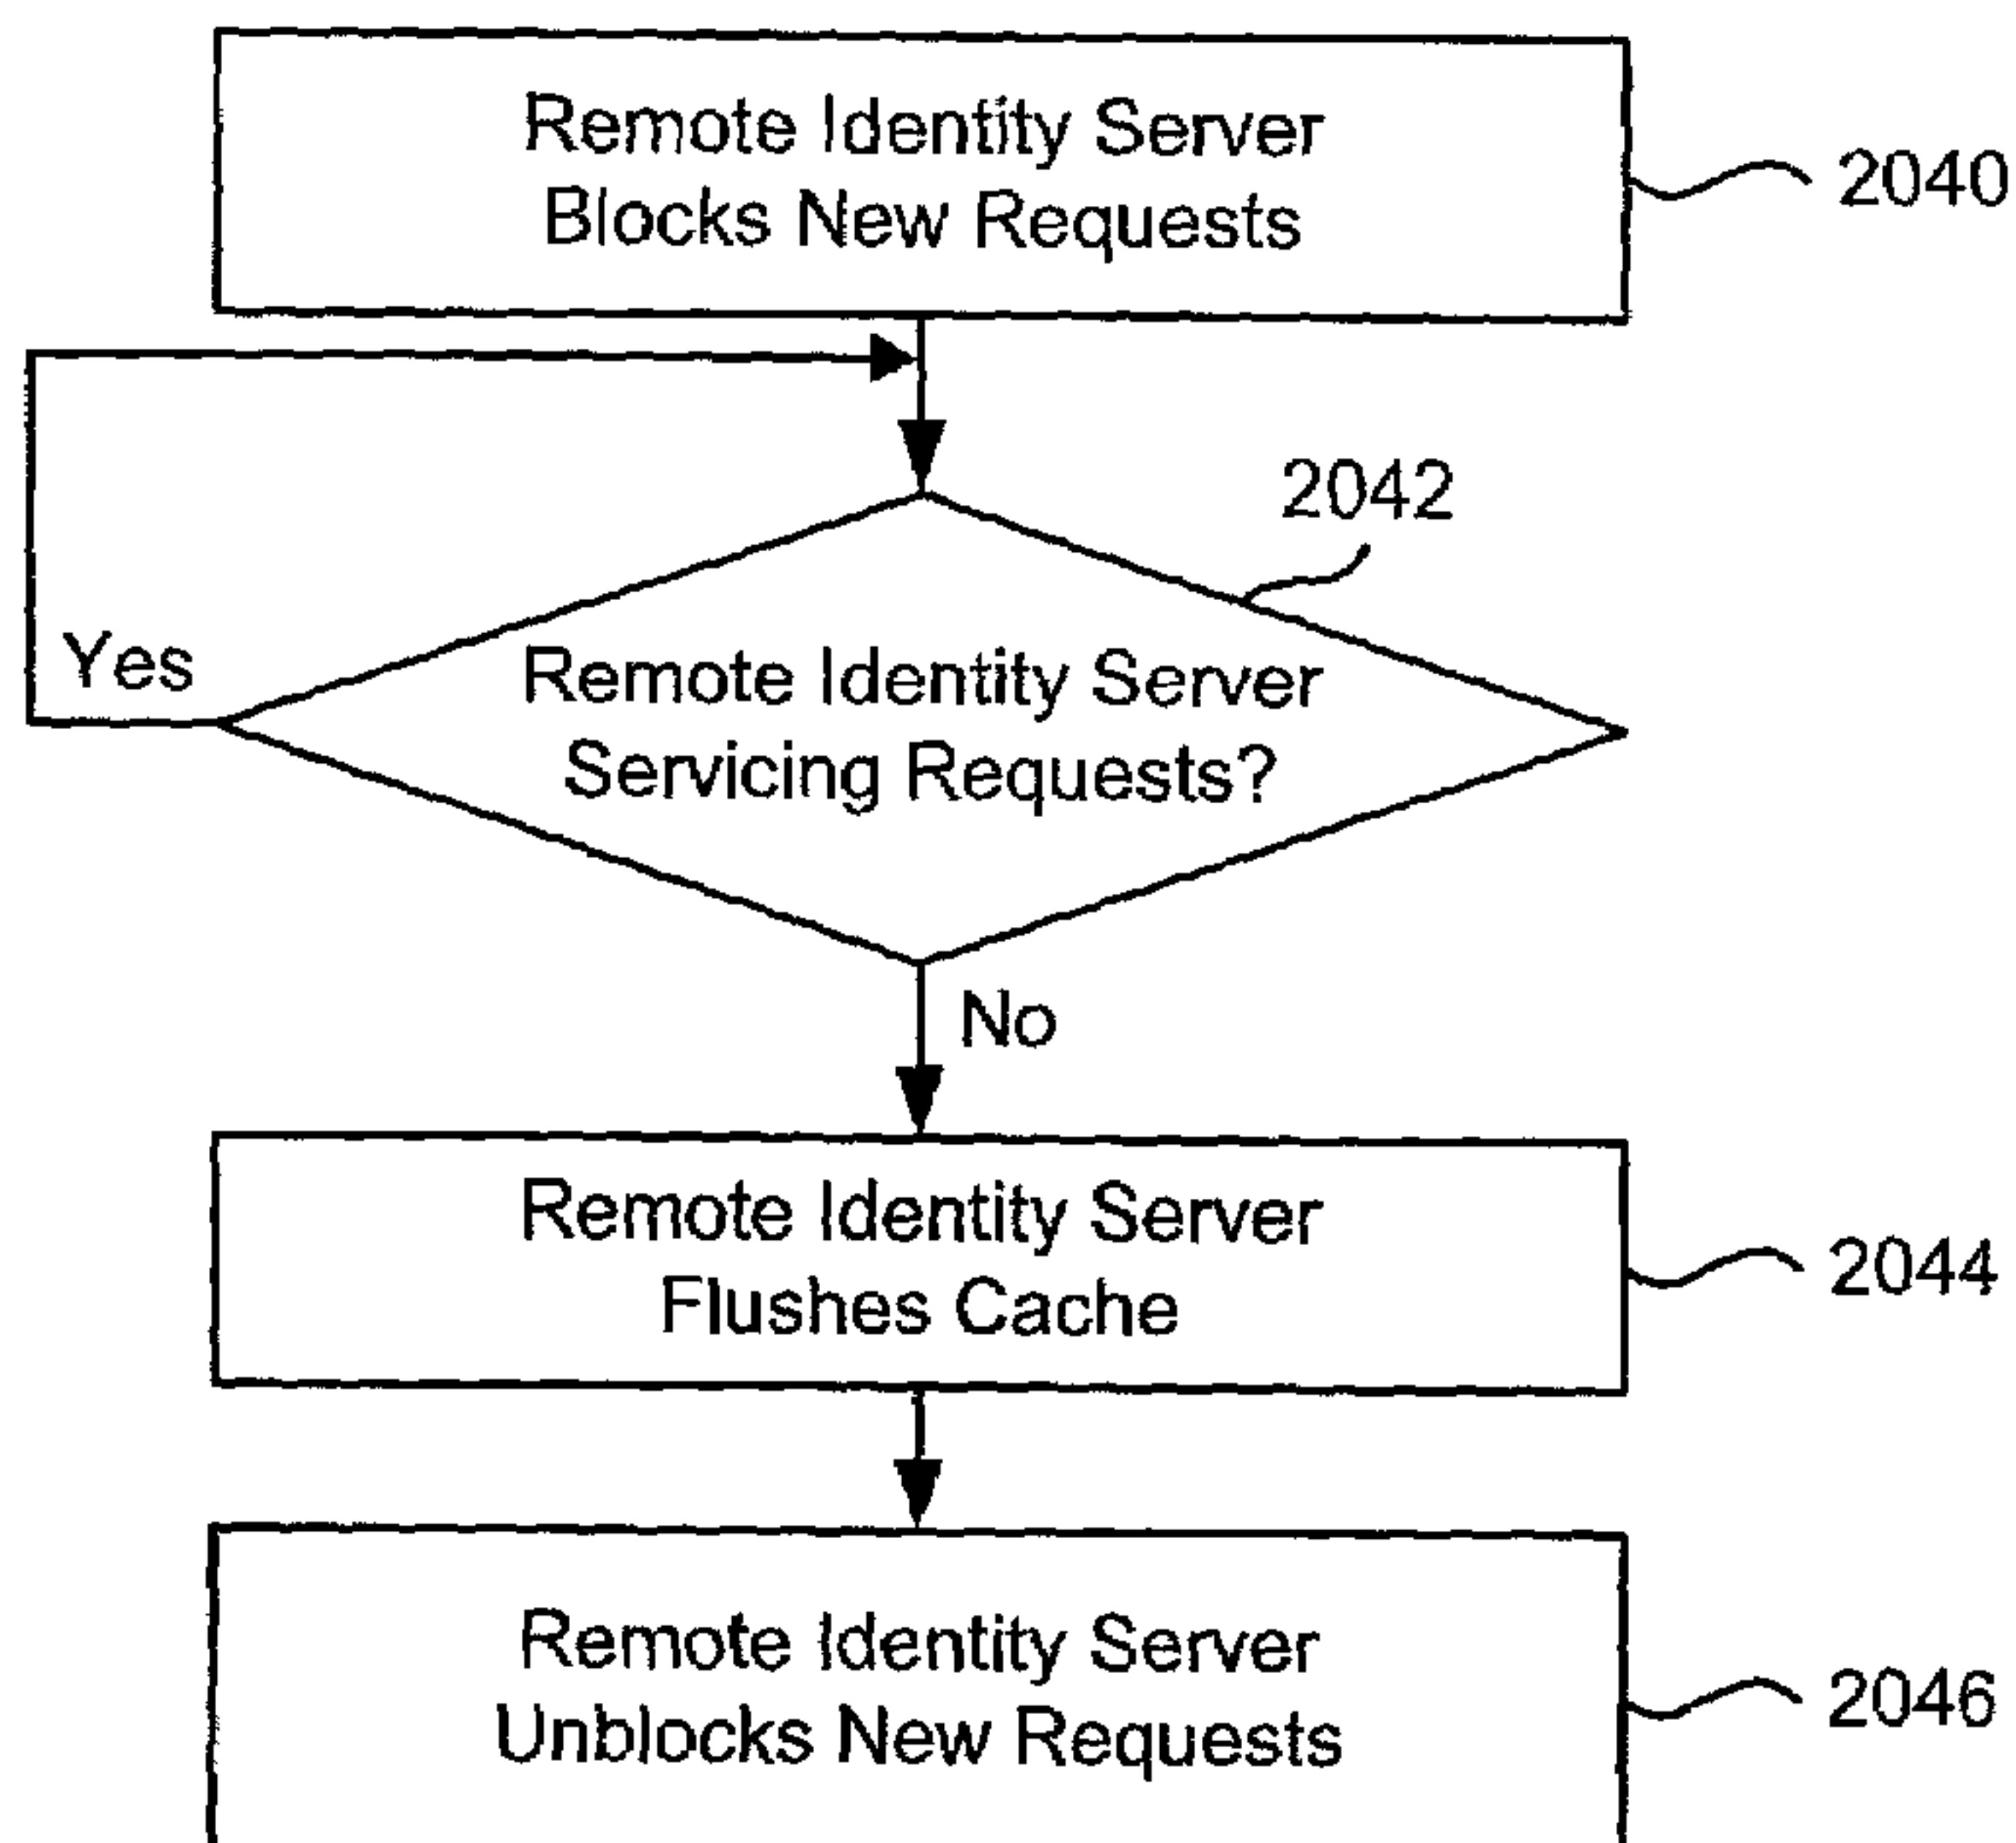 Remote Identity Server
Blocks New Requests
2040
2042
Yes
Remote Identity Server
Servicing Requests?
No
Remote Identity Server
Flushes Cache
2044
Remote Identity Server
Unblocks New Requests
2046